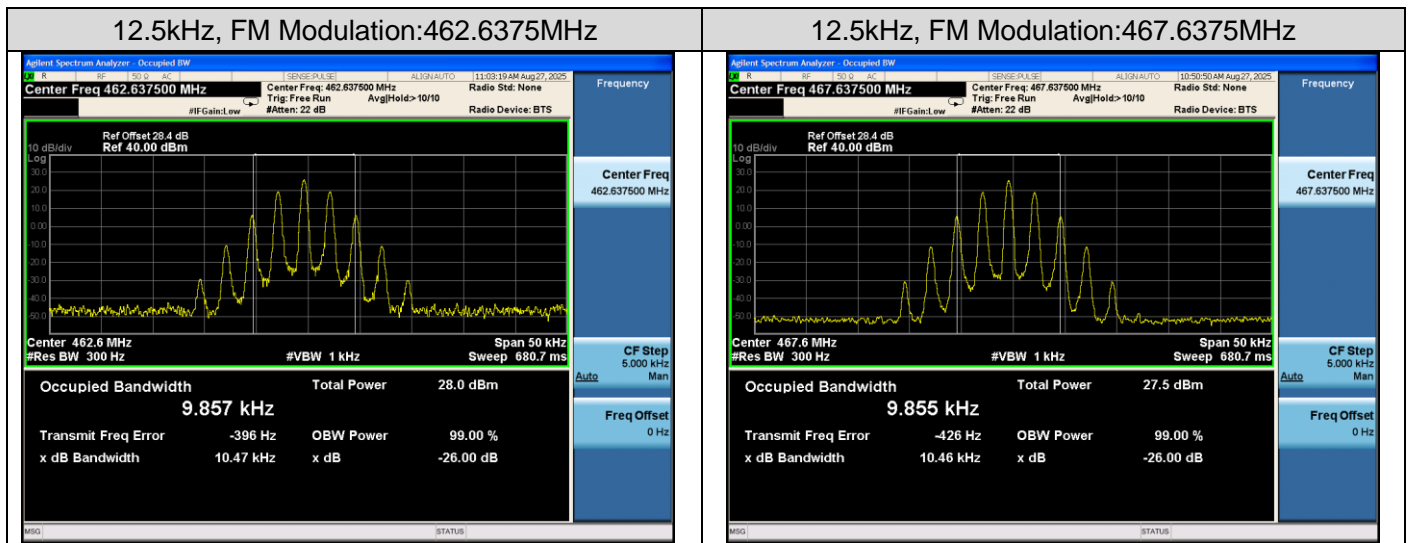 12.5kHz, FM Modulation:462.6375MHz
Agilent Spectrum Analyzer - Occupied BW
R RF 50 Ω AC SENSE:PULSE ALIGNAUTO 11:03:19 AM Aug 27, 2025
Center Freq 462.637500 MHz
Center Freq: 462.637500 MHz
Radio Std: None
Trig: Free Run Avg|Hold:>10/10
#IFGain:Low #Atten: 22 dB Radio Device: BTS
Ref Offset 28.4 dB
10 dB/div Ref 40.00 dBm
Log
30.0
20.0
10.0
0.00
-10.0
-20.0
-30.0
-40.0
-50.0
Center 462.6 MHz Span 50 kHz
#Res BW 300 Hz #VBW 1 kHz Sweep 680.7 ms
Occupied Bandwidth Total Power 28.0 dBm
9.857 kHz
Transmit Freq Error -396 Hz OBW Power 99.00 %
x dB Bandwidth 10.47 kHz x dB -26.00 dB
MSG STATUS
Frequency
Center Freq
462.637500 MHz
CF Step
5.000 kHz
Auto Man
Freq Offset
0 Hz
12.5kHz, FM Modulation:467.6375MHz
Agilent Spectrum Analyzer - Occupied BW
R RF 50 Ω AC SENSE:PULSE ALIGNAUTO 10:50:50 AM Aug 27, 2025
Center Freq 467.637500 MHz
Center Freq: 467.637500 MHz
Radio Std: None
Trig: Free Run Avg|Hold:>10/10
#IFGain:Low #Atten: 22 dB Radio Device: BTS
Ref Offset 28.4 dB
10 dB/div Ref 40.00 dBm
Log
30.0
20.0
10.0
0.00
-10.0
-20.0
-30.0
-40.0
-50.0
Center 467.6 MHz Span 50 kHz
#Res BW 300 Hz #VBW 1 kHz Sweep 680.7 ms
Occupied Bandwidth Total Power 27.5 dBm
9.855 kHz
Transmit Freq Error -426 Hz OBW Power 99.00 %
x dB Bandwidth 10.46 kHz x dB -26.00 dB
MSG STATUS
Frequency
Center Freq
467.637500 MHz
CF Step
5.000 kHz
Auto Man
Freq Offset
0 Hz